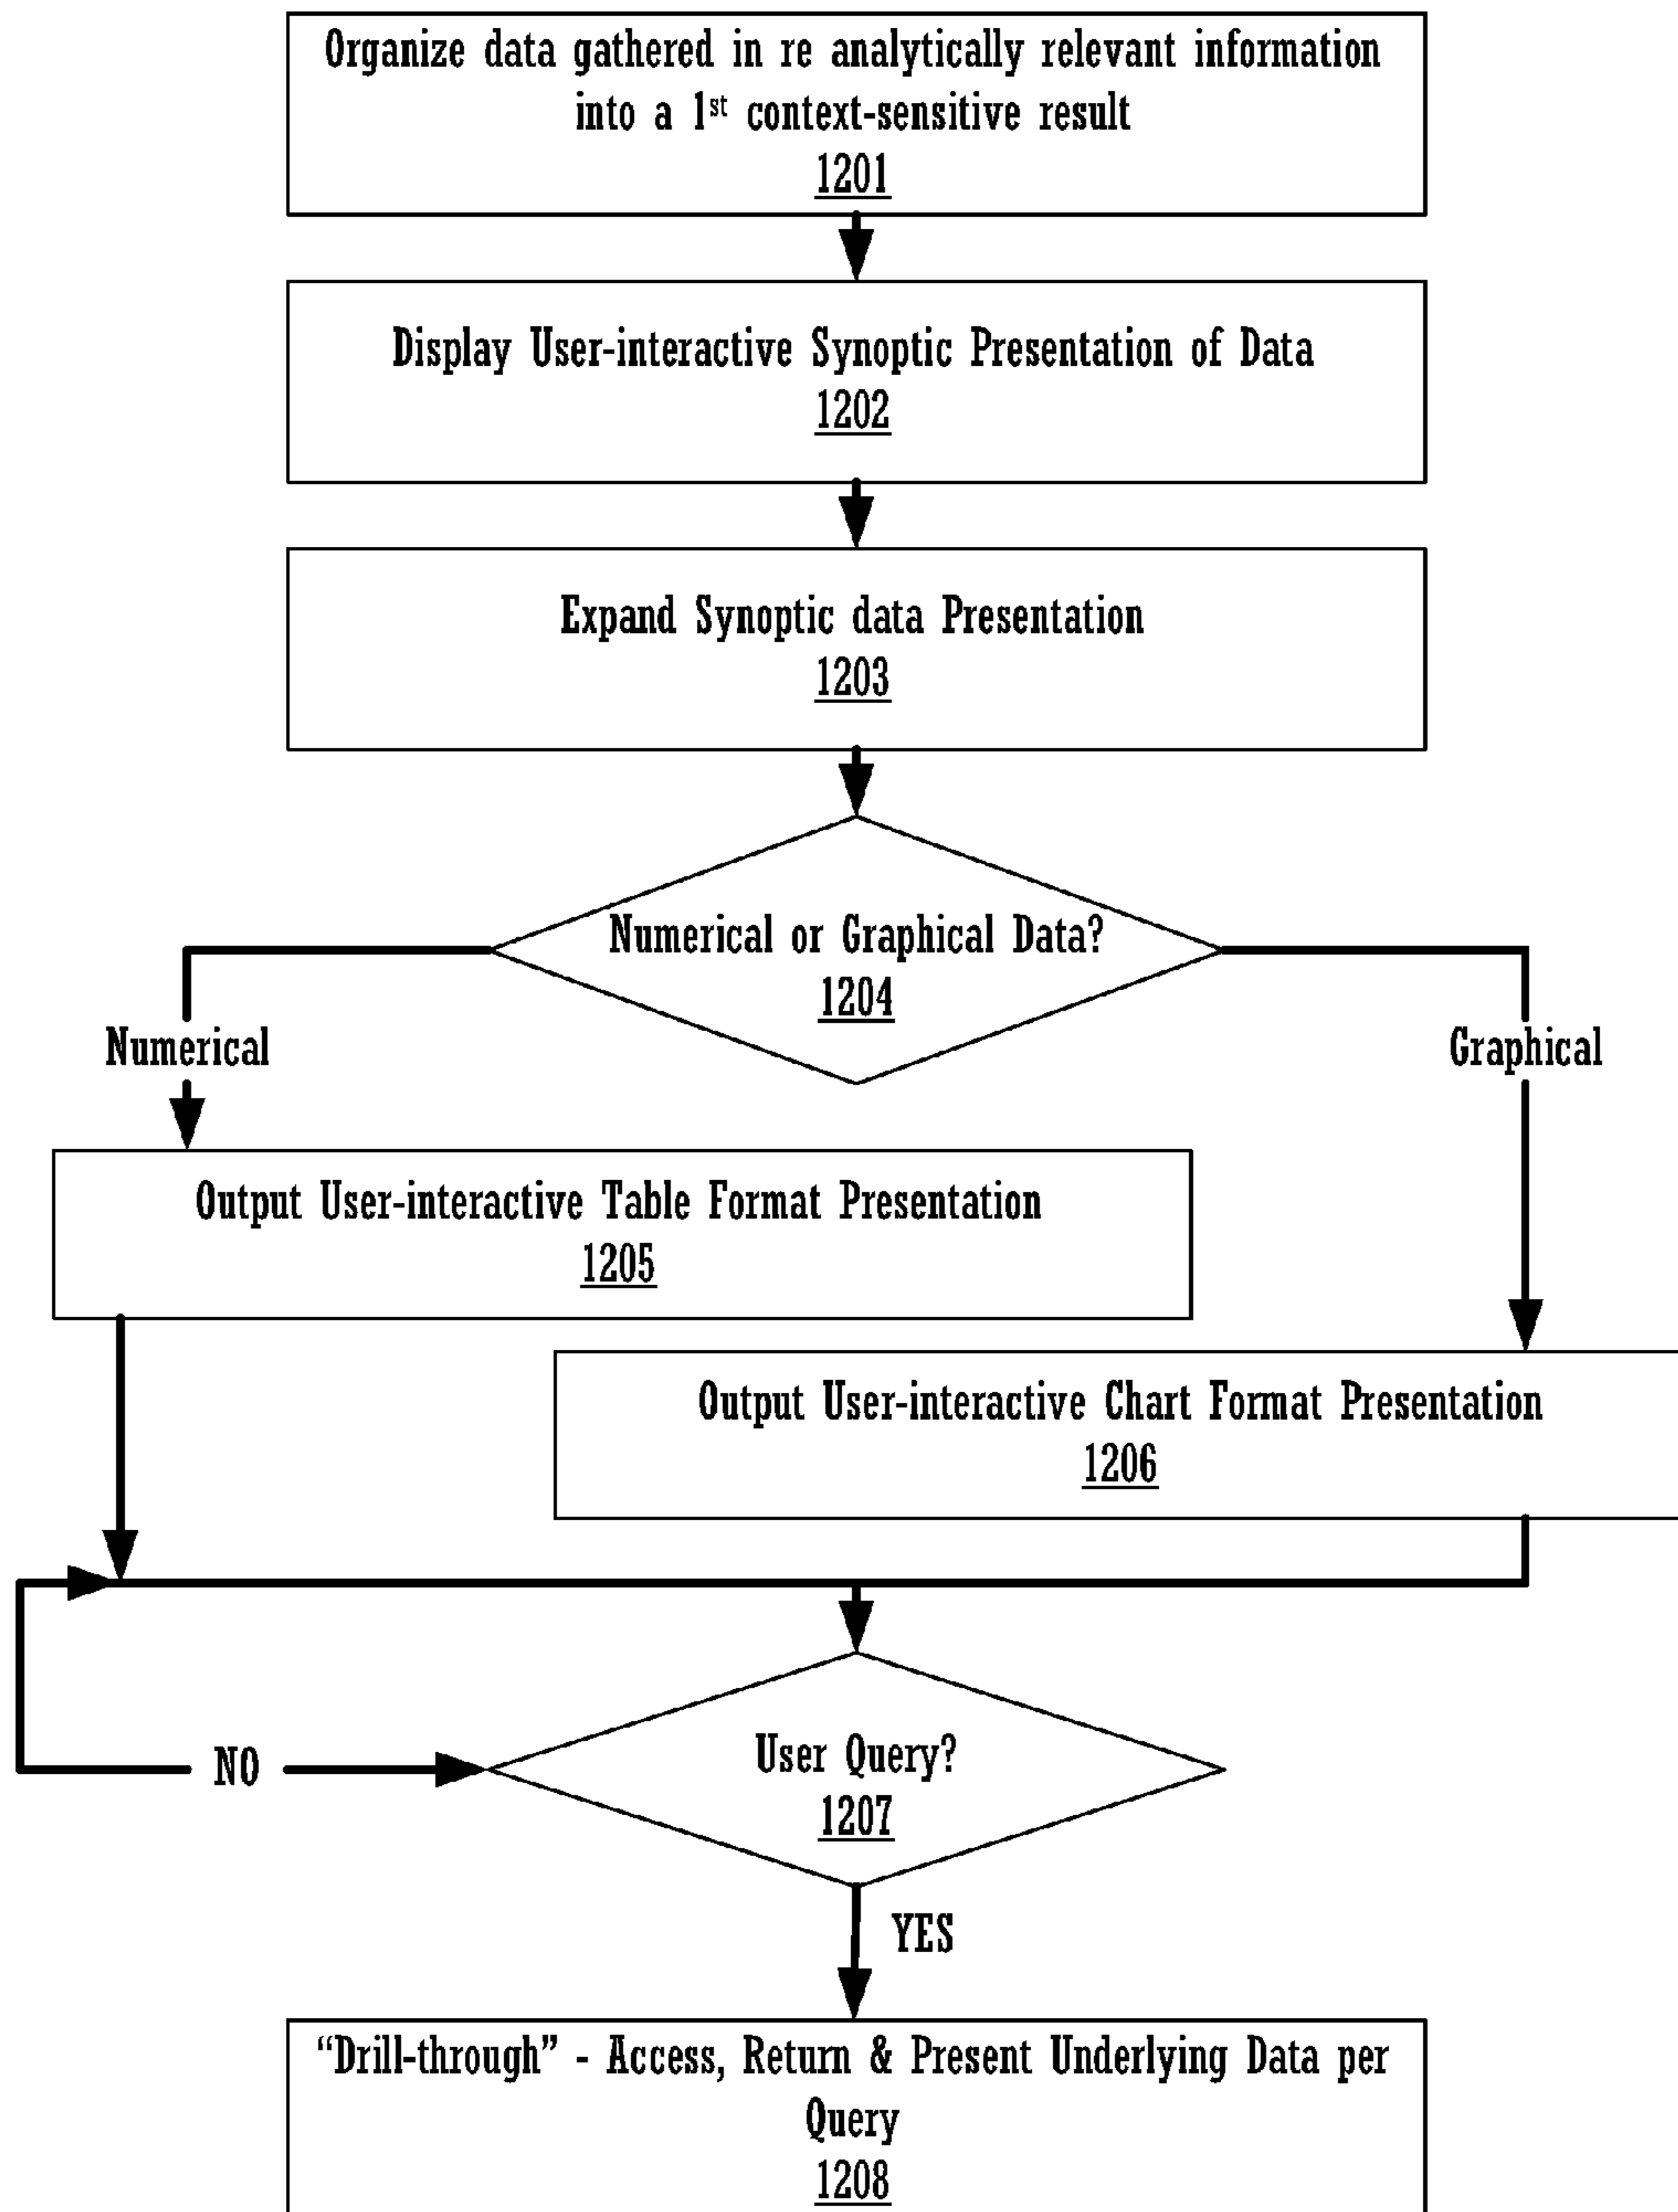 Organize data gathered in re analytically relevant information
into a 1st context-sensitive result
1201
Display User-interactive Synoptic Presentation of Data
1202
Expand Synoptic data Presentation
1203
Numerical or Graphical Data?
1204
Numerical
Graphical
Output User-interactive Table Format Presentation
1205
Output User-interactive Chart Format Presentation
1206
User Query?
1207
NO
YES
“Drill-through” - Access, Return & Present Underlying Data per
Query
1208